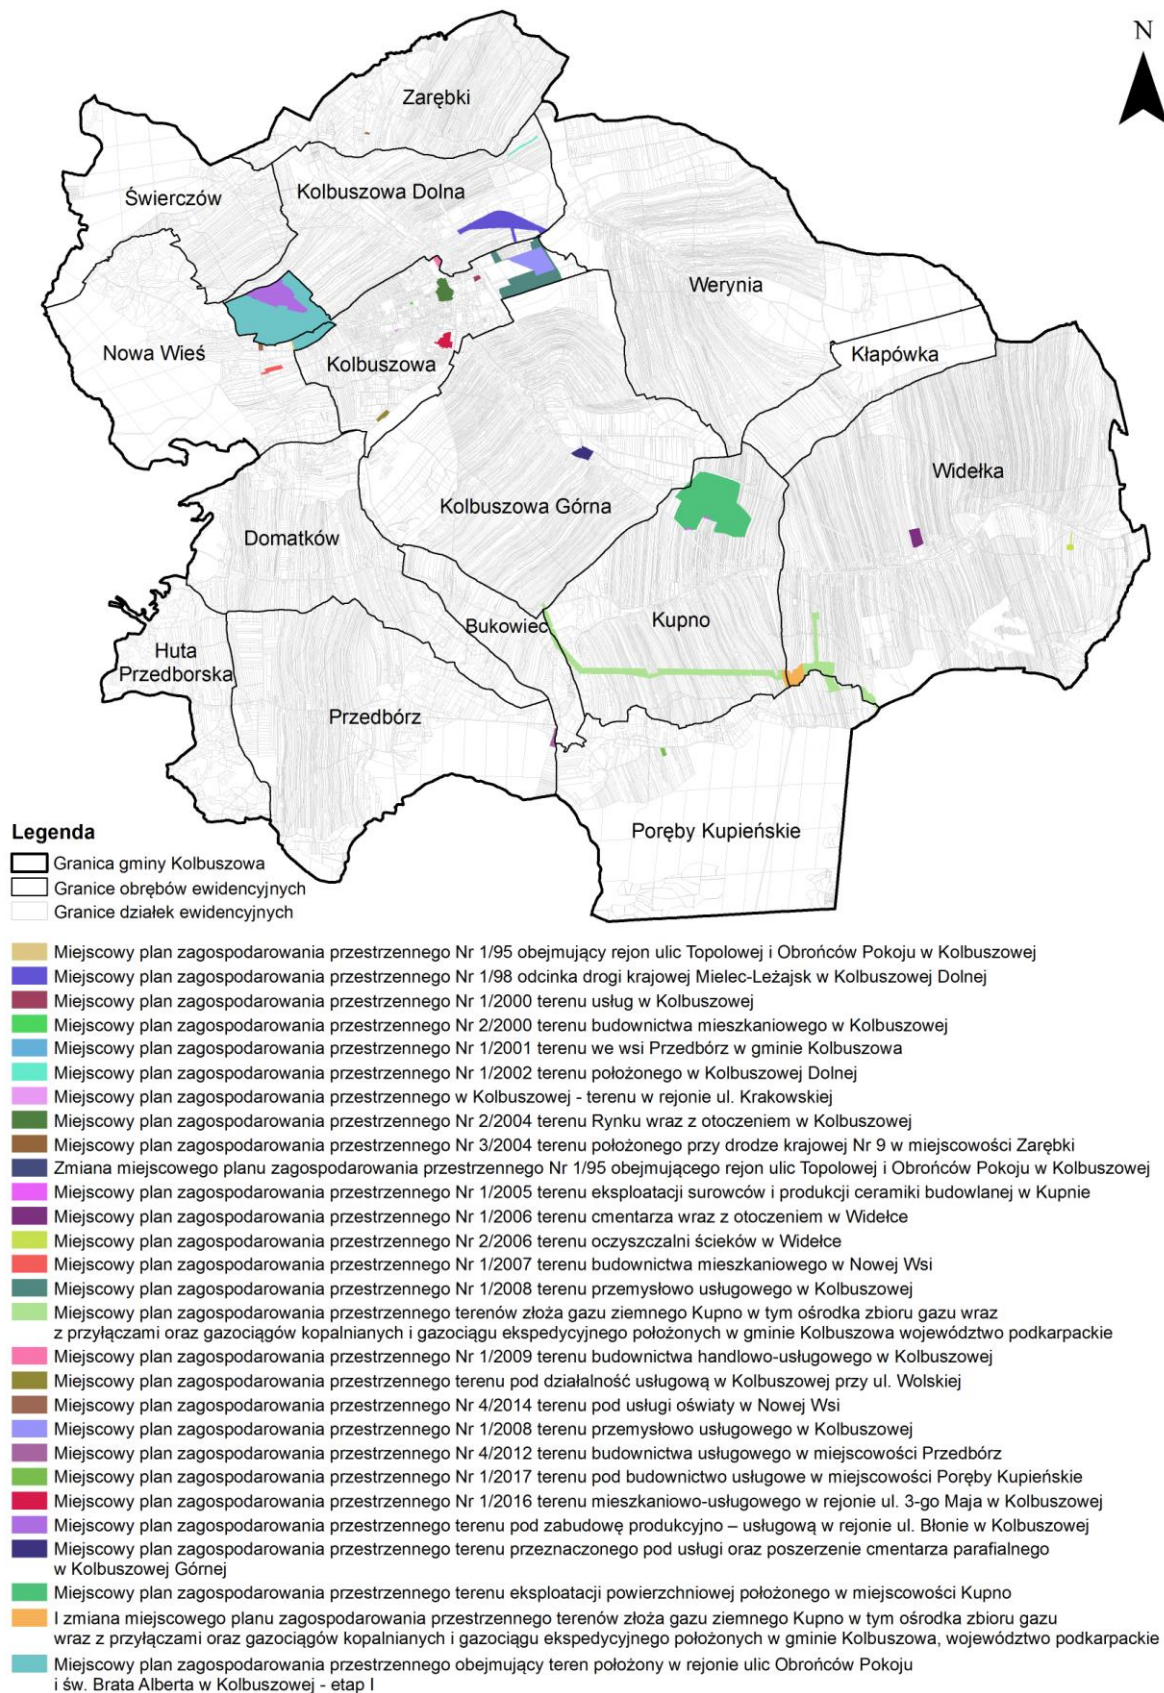 N
Zarębki
Świerczów
Kolbuszowa Dolna
Werynia
Nowa Wieś
Kolbuszowa
Kłapówka
Widełka
Kolbuszowa Górna
Domatków
Bukowiec
Kupno
Huta
Przedborska
Przedbórz
Poręby Kupieńskie
Legenda
Granica gminy Kolbuszowa
Granice obrębów ewidencyjnych
Granice działek ewidencyjnych
Miejscowy plan zagospodarowania przestrzennego Nr 1/95 obejmujący rejon ulic Topolowej i Obrońców Pokoju w Kolbuszowej
Miejscowy plan zagospodarowania przestrzennego Nr 1/98 odcinka drogi krajowej Mielec-Leżajsk w Kolbuszowej Dolnej
Miejscowy plan zagospodarowania przestrzennego Nr 1/2000 terenu usług w Kolbuszowej
Miejscowy plan zagospodarowania przestrzennego Nr 2/2000 terenu budownictwa mieszkaniowego w Kolbuszowej
Miejscowy plan zagospodarowania przestrzennego Nr 1/2001 terenu we wsi Przedbórz w gminie Kolbuszowa
Miejscowy plan zagospodarowania przestrzennego Nr 1/2002 terenu położonego w Kolbuszowej Dolnej
Miejscowy plan zagospodarowania przestrzennego w Kolbuszowej - terenu w rejonie ul. Krakowskiej
Miejscowy plan zagospodarowania przestrzennego Nr 2/2004 terenu Rynku wraz z otoczeniem w Kolbuszowej
Miejscowy plan zagospodarowania przestrzennego Nr 3/2004 terenu położonego przy drodze krajowej Nr 9 w miejscowości Zarębki
Zmiana miejscowego planu zagospodarowania przestrzennego Nr 1/95 obejmującego rejon ulic Topolowej i Obrońców Pokoju w Kolbuszowej
Miejscowy plan zagospodarowania przestrzennego Nr 1/2005 terenu eksploatacji surowców i produkcji ceramiki budowlanej w Kupnie
Miejscowy plan zagospodarowania przestrzennego Nr 1/2006 terenu cmentarza wraz z otoczeniem w Widełce
Miejscowy plan zagospodarowania przestrzennego Nr 2/2006 terenu oczyszczalni ścieków w Widełce
Miejscowy plan zagospodarowania przestrzennego Nr 1/2007 terenu budownictwa mieszkaniowego w Nowej Wsi
Miejscowy plan zagospodarowania przestrzennego Nr 1/2008 terenu przemysłowo usługowego w Kolbuszowej
Miejscowy plan zagospodarowania przestrzennego terenów złoża gazu ziemnego Kupno w tym ośrodka zbioru gazu wraz
z przyłączami oraz gazociągów kopalnianych i gazociągu ekspedycyjnego położonych w gminie Kolbuszowa województwo podkarpackie
Miejscowy plan zagospodarowania przestrzennego Nr 1/2009 terenu budownictwa handlowo-usługowego w Kolbuszowej
Miejscowy plan zagospodarowania przestrzennego terenu pod działalność usługową w Kolbuszowej przy ul. Wolskiej
Miejscowy plan zagospodarowania przestrzennego Nr 4/2014 terenu pod usługi oświaty w Nowej Wsi
Miejscowy plan zagospodarowania przestrzennego Nr 1/2008 terenu przemysłowo usługowego w Kolbuszowej
Miejscowy plan zagospodarowania przestrzennego Nr 4/2012 terenu budownictwa usługowego w miejscowości Przedbórz
Miejscowy plan zagospodarowania przestrzennego Nr 1/2017 terenu pod budownictwo usługowe w miejscowości Poręby Kupieńskie
Miejscowy plan zagospodarowania przestrzennego Nr 1/2016 terenu mieszkaniowo-usługowego w rejonie ul. 3-go Maja w Kolbuszowej
Miejscowy plan zagospodarowania przestrzennego terenu pod zabudowę produkcyjno – usługową w rejonie ul. Błonie w Kolbuszowej
Miejscowy plan zagospodarowania przestrzennego terenu przeznaczonego pod usługi oraz poszerzenie cmentarza parafialnego
w Kolbuszowej Górnej
Miejscowy plan zagospodarowania przestrzennego terenu eksploatacji powierzchniowej położonego w miejscowości Kupno
I zmiana miejscowego planu zagospodarowania przestrzennego terenów złoża gazu ziemnego Kupno w tym ośrodka zbioru gazu
wraz z przyłączami oraz gazociągów kopalnianych i gazociągu ekspedycyjnego położonych w gminie Kolbuszowa, województwo podkarpackie
Miejscowy plan zagospodarowania przestrzennego obejmujący teren położony w rejonie ulic Obrońców Pokoju
i św. Brata Alberta w Kolbuszowej - etap I